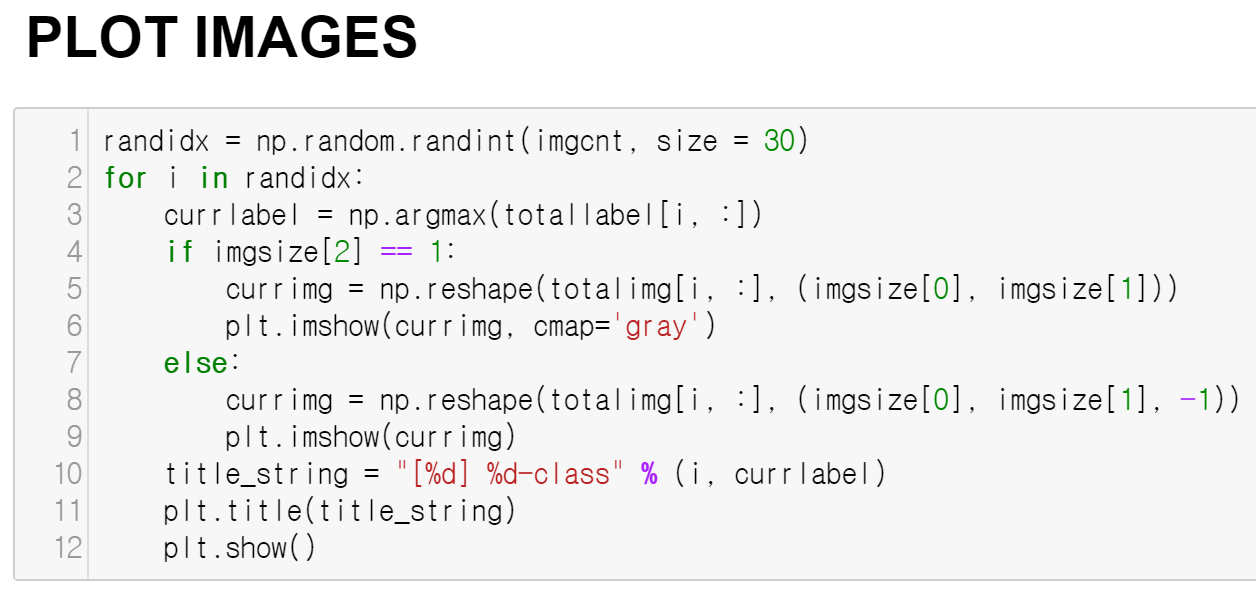 PLOT IMAGES
1 randidx = np.random.randint(imgcnt, size = 30)
2 for i in randidx:
3     currlabel = np.argmax(totallabel[i, :])
4     if imgsize[2] == 1:
5         currimg = np.reshape(totalimg[i, :], (imgsize[0], imgsize[1]))
6         plt.imshow(currimg, cmap='gray')
7     else:
8         currimg = np.reshape(totalimg[i, :], (imgsize[0], imgsize[1], -1))
9         plt.imshow(currimg)
10     title_string = "[%d] %d-class" % (i, currlabel)
11     plt.title(title_string)
12     plt.show()